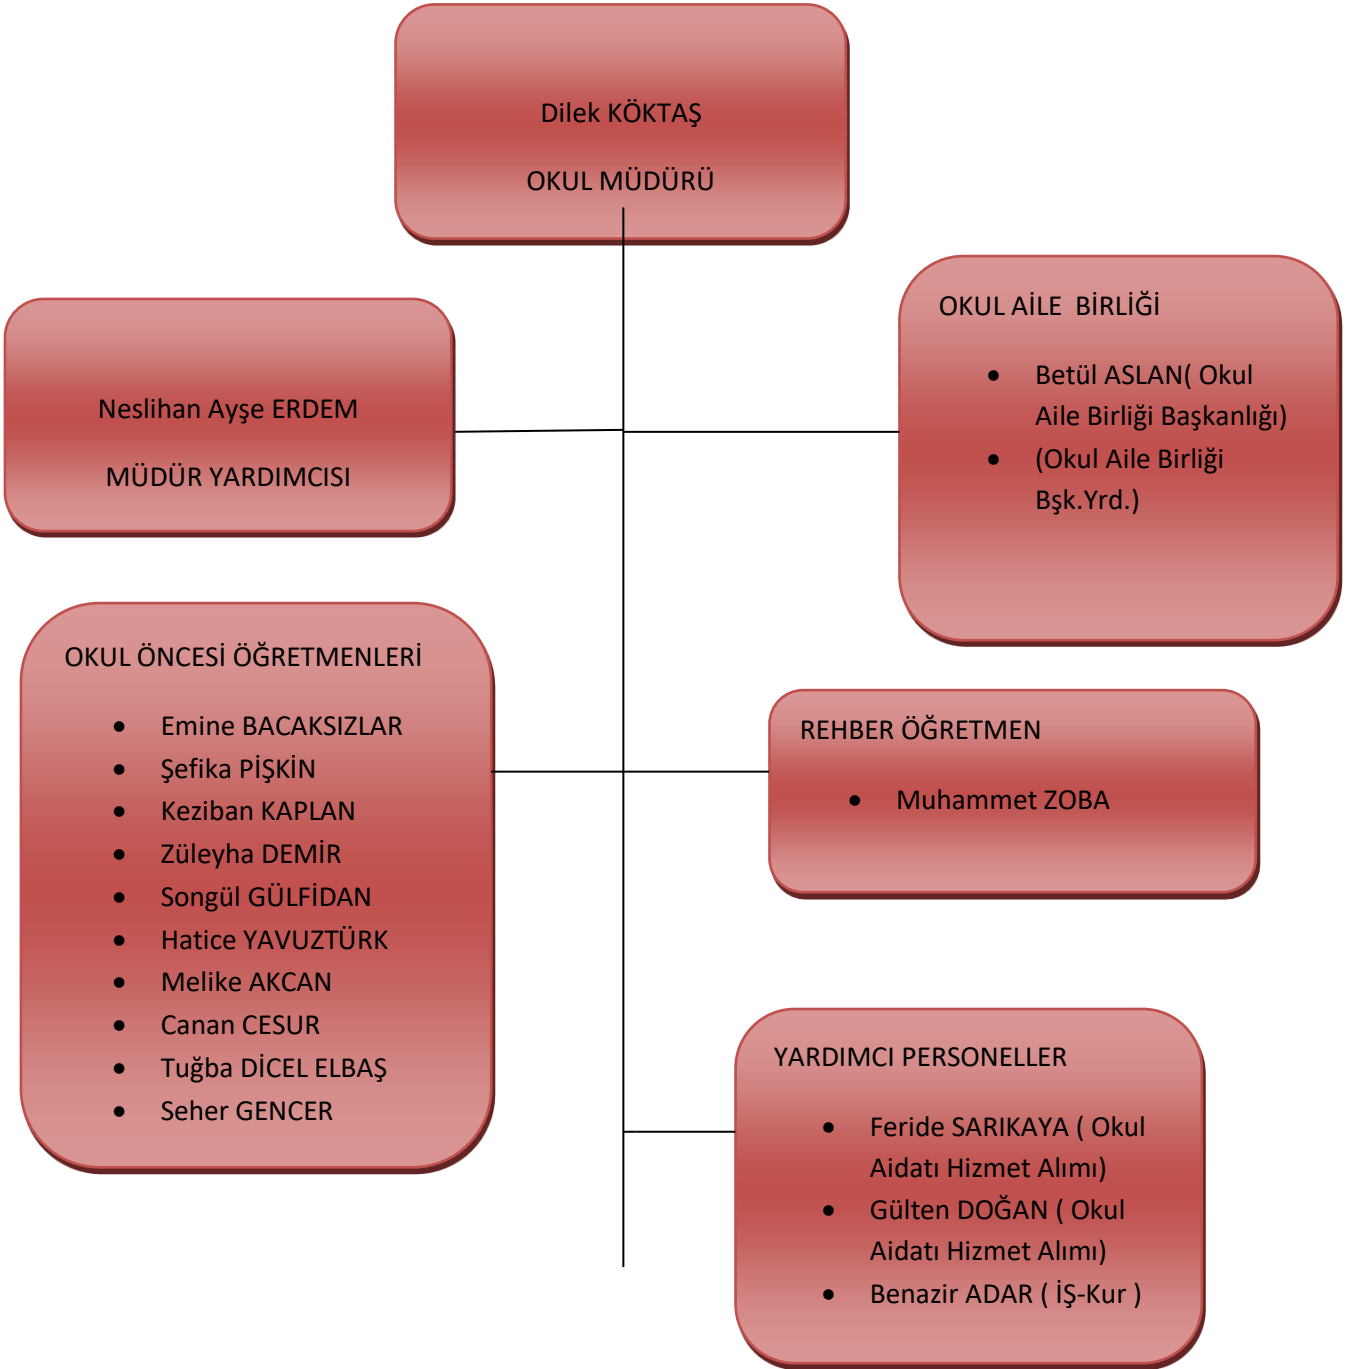 Dilek KÖKTAŞ
OKUL MÜDÜRÜ
Neslihan Ayşe ERDEM
MÜDÜR YARDIMCISI
OKUL AİLE  BİRLİĞİ
• Betül ASLAN( Okul
Aile Birliği Başkanlığı)
• (Okul Aile Birliği
Bşk.Yrd.)
OKUL ÖNCESİ ÖĞRETMENLERİ
• Emine BACAKSIZLAR
• Şefika PİŞKİN
• Keziban KAPLAN
• Züleyha DEMİR
• Songül GÜLFİDAN
• Hatice YAVUZTÜRK
• Melike AKCAN
• Canan CESUR
• Tuğba DİCEL ELBAŞ
• Seher GENCER
REHBER ÖĞRETMEN
• Muhammet ZOBA
YARDIMCI PERSONELLER
• Feride SARIKAYA ( Okul
Aidatı Hizmet Alımı)
• Gülten DOĞAN ( Okul
Aidatı Hizmet Alımı)
• Benazir ADAR ( İŞ-Kur )